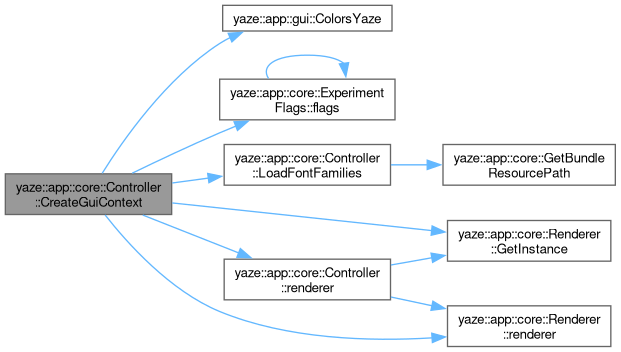 yaze::app::gui::ColorsYaze
yaze::app::core::Experiment
Flags::flags
yaze::app::core::Controller
::LoadFontFamilies
yaze::app::core::GetBundle
ResourcePath
yaze::app::core::Controller
::CreateGuiContext
yaze::app::core::Renderer
::GetInstance
yaze::app::core::Controller
::renderer
yaze::app::core::Renderer
::renderer